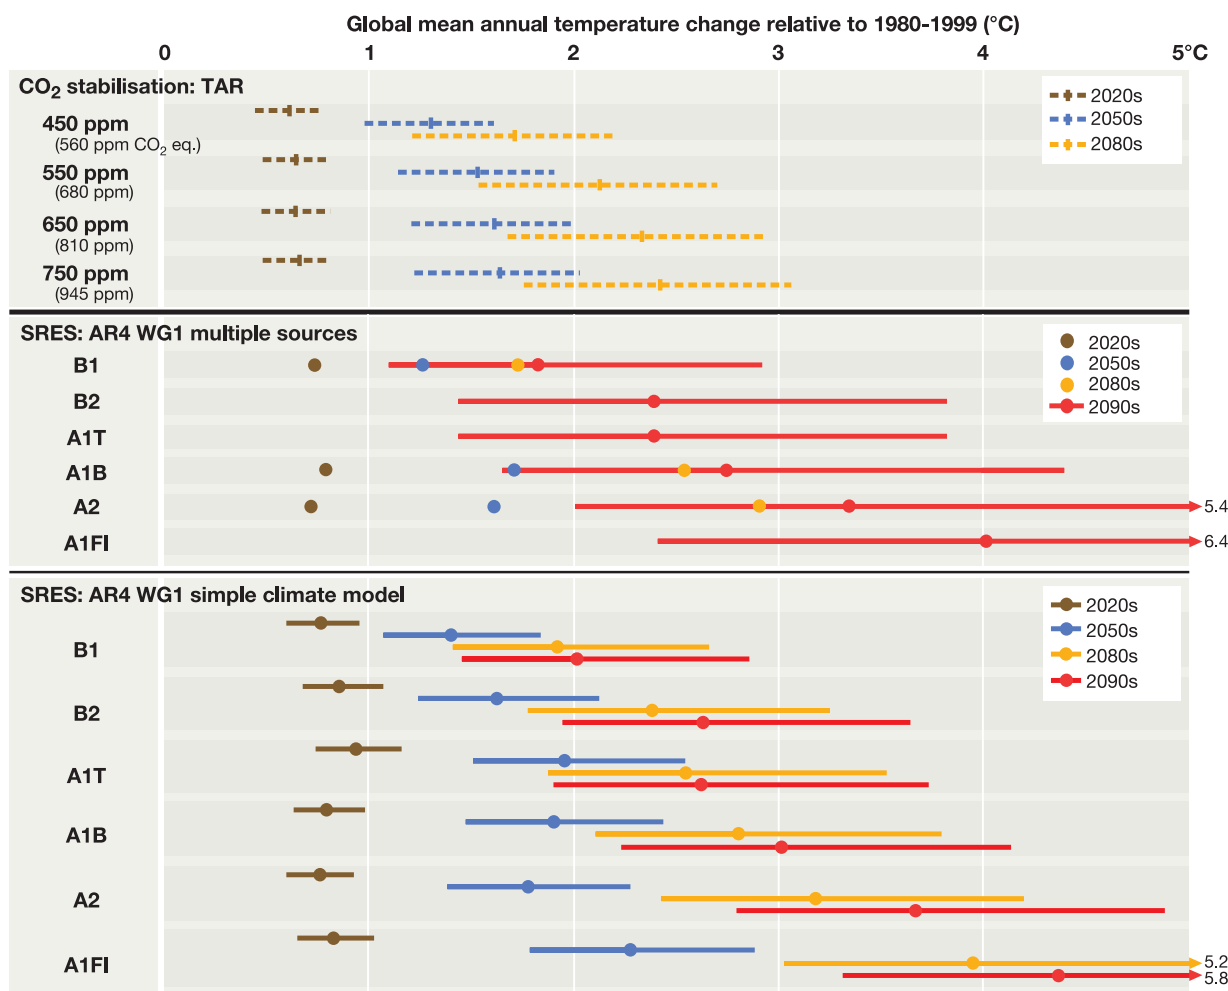 Global mean annual temperature change relative to 1980-1999 (°C)
0 1 2 3 4 5°C
CO₂ stabilisation: TAR
2020s
2050s
2080s
450 ppm
(560 ppm CO₂ eq.)
550 ppm
(680 ppm)
650 ppm
(810 ppm)
750 ppm
(945 ppm)
SRES: AR4 WG1 multiple sources
2020s
2050s
2080s
2090s
B1
B2
A1T
A1B
A2
5.4
A1FI
6.4
SRES: AR4 WG1 simple climate model
2020s
2050s
2080s
2090s
B1
B2
A1T
A1B
A2
A1FI
5.2
5.8